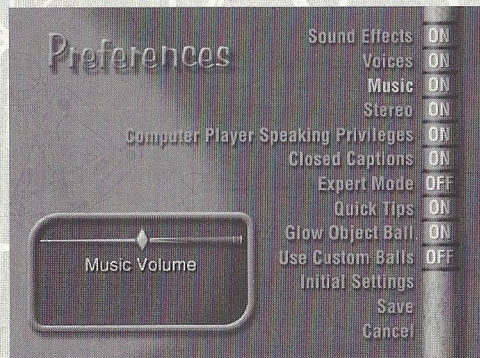 Preferences
Sound Effects ON
Voices ON
Music ON
Stereo ON
Computer Player Speaking Privileges ON
Closed Captions ON
Expert Mode OFF
Quick Tips ON
Glow Object Ball ON
Use Custom Balls OFF
Initial Settings
Save
Cancel
Music Volume